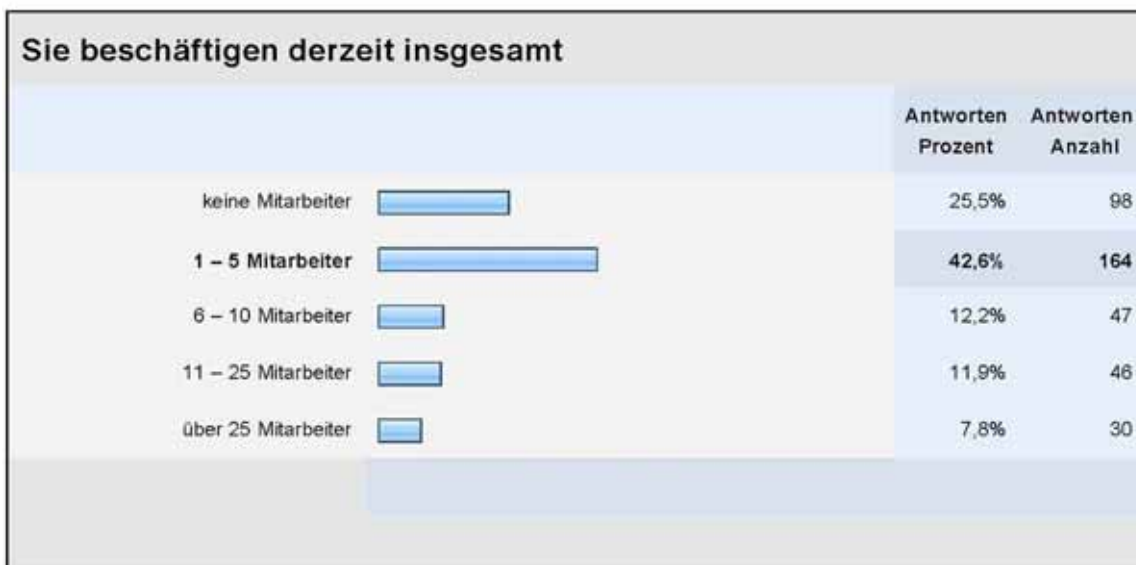 Sie beschäftigen derzeit insgesamt
Antworten Prozent Antworten Anzahl
keine Mitarbeiter 25,5% 98
1 – 5 Mitarbeiter 42,6% 164
6 – 10 Mitarbeiter 12,2% 47
11 – 25 Mitarbeiter 11,9% 46
über 25 Mitarbeiter 7,8% 30